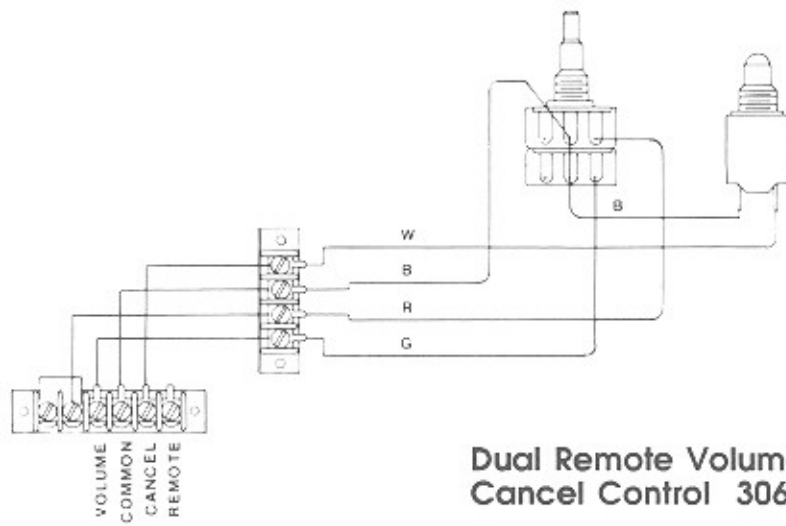 B
W
B
R
G
VOLUME
COMMON
CANCEL
REMOTE
Dual Remote Volum
Cancel Control 306